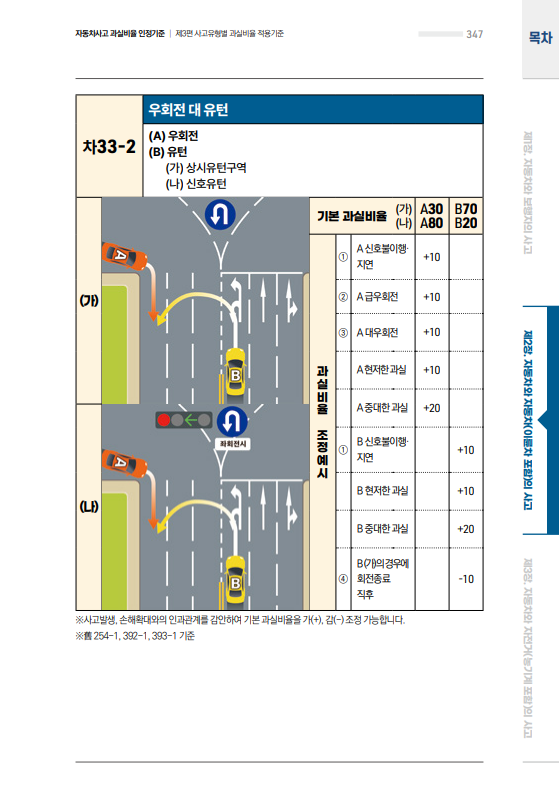 자동차사고 과실비율 인정기준 | 제3편 사고유형별 과실비율 적용기준
347
목차
차33-2
우회전 대 유턴
(A) 우회전
(B) 유턴
(가) 상시유턴구역
(나) 신호유턴
기본 과실비율 (가) A30 B70
(나) A80 B20
(가)
A
B
(나)
좌회전시
A
B
과실비율 조정예시
① A 신호불이행·지연 +10
② A 급우회전 +10
③ A 대우회전 +10
A 현저한 과실 +10
A 중대한 과실 +20
① B 신호불이행·지연 +10
B 현저한 과실 +10
B 중대한 과실 +20
④ B(가)의 경우에 회전종료 직후 -10
※사고발생, 손해확대와의 인과관계를 감안하여 기본 과실비율을 가(+), 감(-) 조정 가능합니다.
※舊 254-1, 392-1, 393-1 기준
제1장. 자동차와 보행자의 사고
제2장. 자동차와 자동차(이륜차 포함)의 사고
제3장. 자동차와 자전거(농기계 포함)의 사고